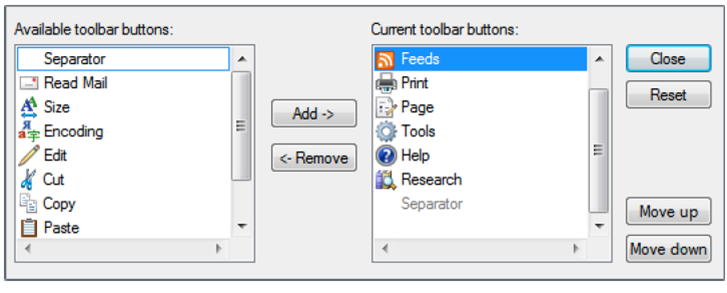 Available toolbar buttons:
Separator
Read Mail
Size
Encoding
Edit
Cut
Copy
Paste
Add ->
<- Remove
Current toolbar buttons:
Feeds
Print
Page
Tools
Help
Research
Separator
Close
Reset
Move up
Move down